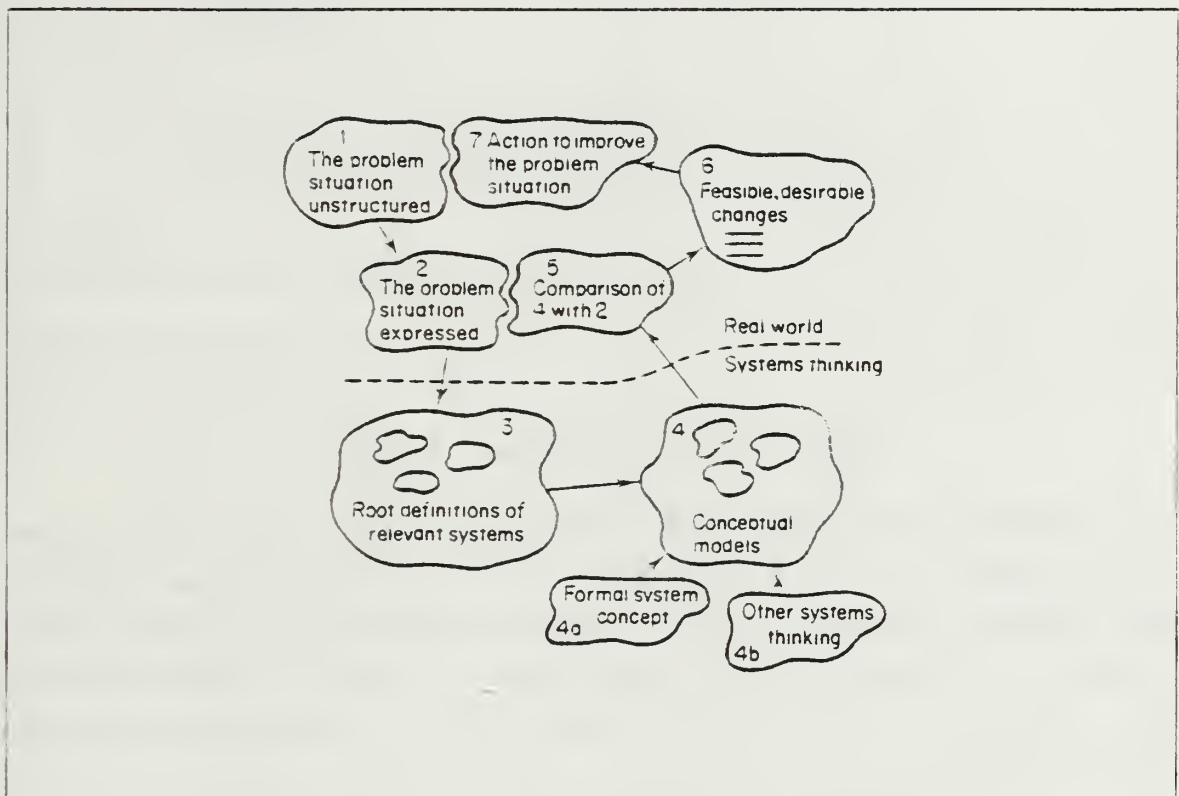 1
The problem
situation
unstructured
7 Action to improve
the problem
situation
6
Feasible, desirable
changes
2
The problem
situation
expressed
5
Comparison of
4 with 2
Real world
Systems thinking
3
Root definitions of
relevant systems
4
Conceptual
models
Formal system
concept
4a
Other systems
thinking
4b